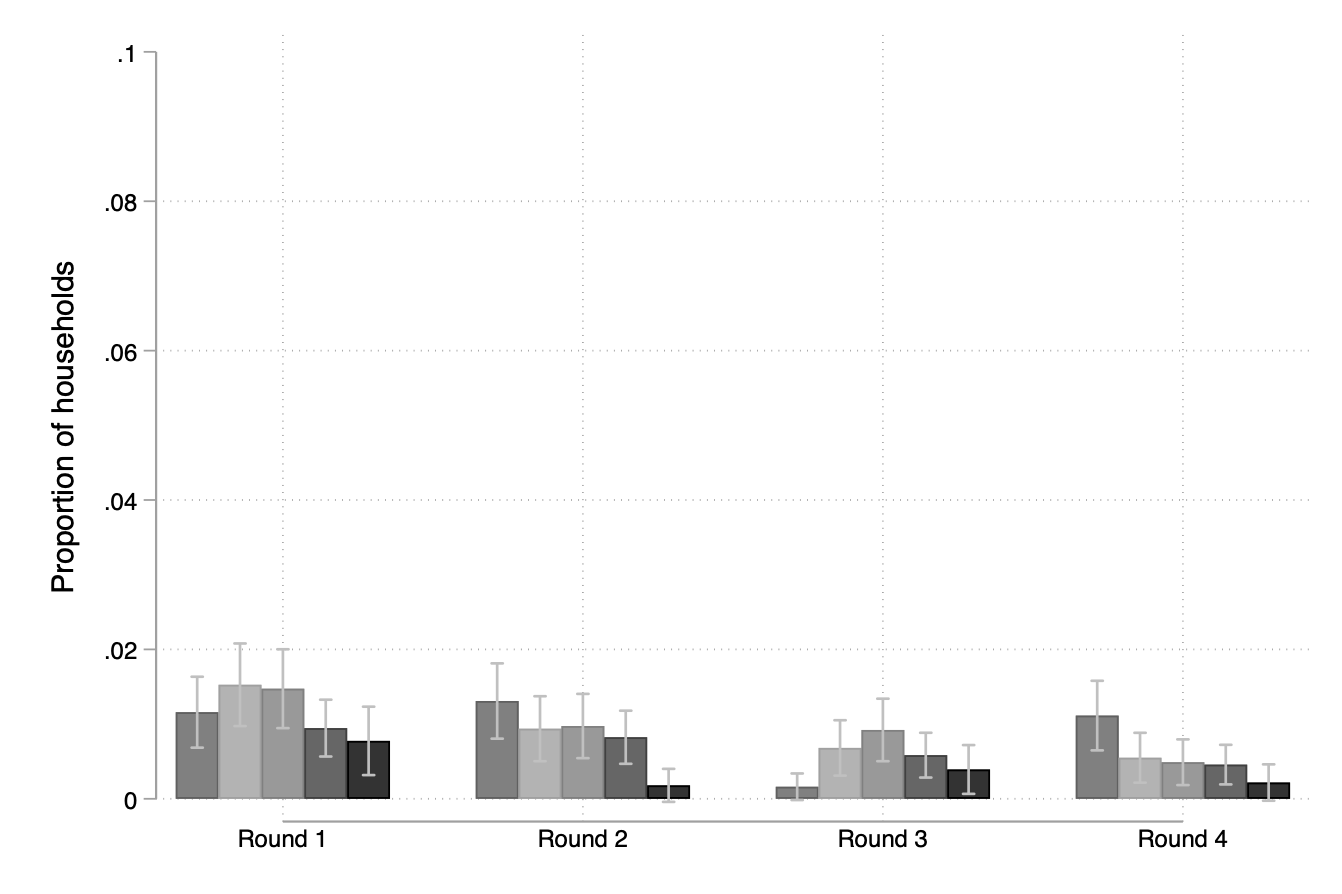 Proportion of households
.1
.08
.06
.04
.02
0
Round 1
Round 2
Round 3
Round 4